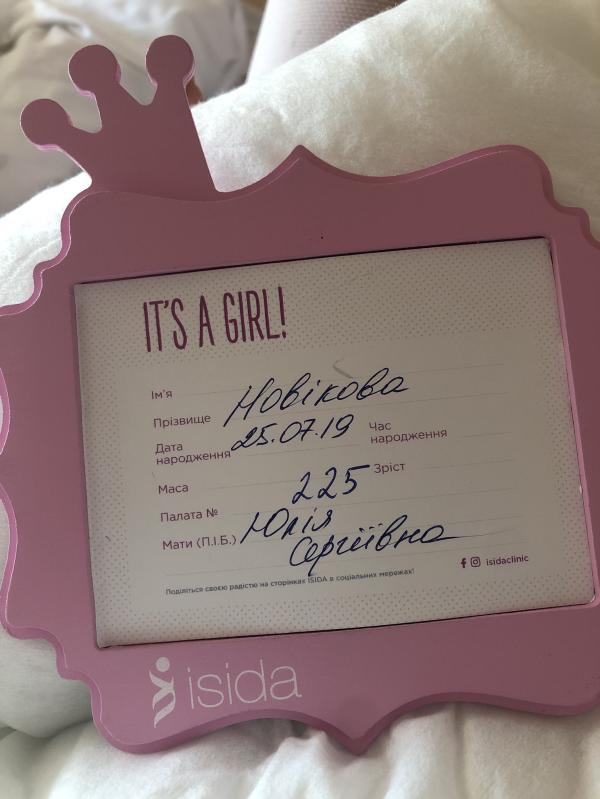 IT'S A GIRL!
Ім'я
Прізвище Новікова
Дата народження 25.07.19 Час народження
Маса Зріст
Палата № 225
Мати (П.І.Б.) Юлія
Сергіївна
isidaclinic
Поділіться своєю радістю на сторінках ISIDA в соціальних мережах!
isida